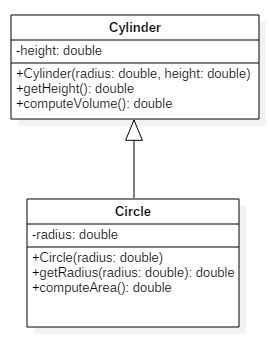 Cylinder
-height: double
+Cylinder(radius: double, height: double)
+getHeight(): double
+computeVolume(): double
Circle
-radius: double
+Circle(radius: double)
+getRadius(radius: double): double
+computeArea(): double